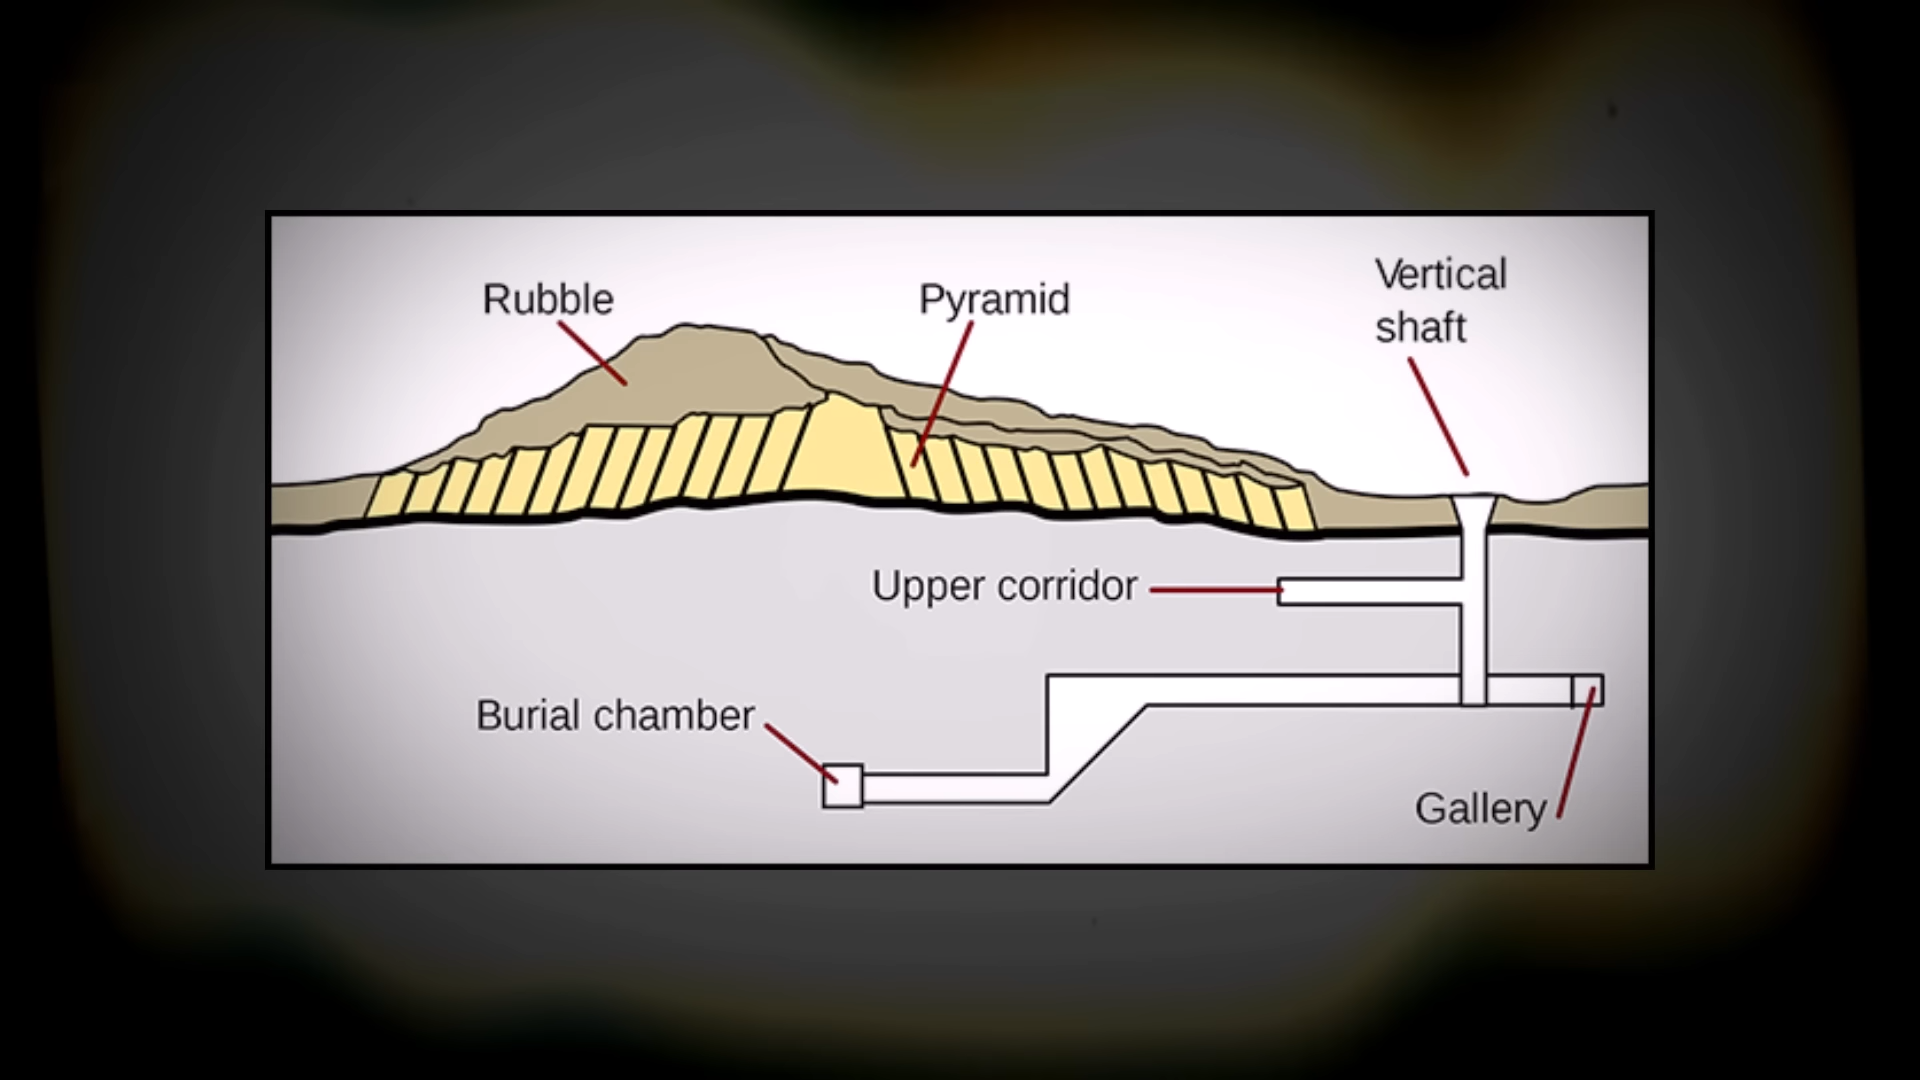 Rubble
Pyramid
Vertical
shaft
Upper corridor
Burial chamber
Gallery